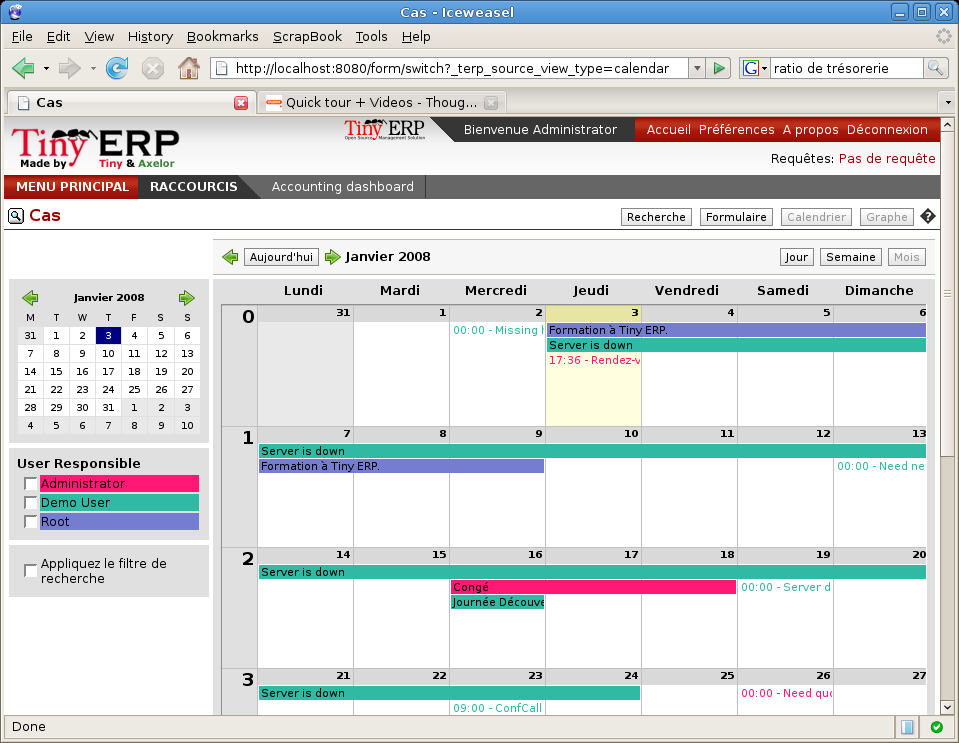 Cas - Iceweasel
File Edit View History Bookmarks ScrapBook Tools Help
http://localhost:8080/form/switch?_terp_source_view_type=calendar
G ratio de trésorerie
Cas
Quick tour + Videos - Thoug...
Tiny ERP
Made by Tiny & Axelor
Tiny ERP
Open Source Management Solution
Bienvenue Administrator
Accueil Préférences A propos Déconnexion
Requêtes: Pas de requête
MENU PRINCIPAL RACCOURCIS Accounting dashboard
Cas
Recherche Formulaire Calendrier Graphe ?
Aujourd'hui Janvier 2008
Jour Semaine Mois
Janvier 2008
M T W T F S S
31 1 2 3 4 5 6
7 8 9 10 11 12 13
14 15 16 17 18 19 20
21 22 23 24 25 26 27
28 29 30 31 1 2 3
4 5 6 7 8 9 10
User Responsible
Administrator
Demo User
Root
Appliquez le filtre de
recherche
Lundi Mardi Mercredi Jeudi Vendredi Samedi Dimanche
0 31 1 2 3 4 5 6
00:00 - Missing Formation à Tiny ERP.
Server is down
17:36 - Rendez-v
1 7 8 9 10 11 12 13
Server is down
Formation à Tiny ERP. 00:00 - Need ne
2 14 15 16 17 18 19 20
Server is down
Congé 00:00 - Server d
Journée Découve
3 21 22 23 24 25 26 27
Server is down 00:00 - Need quo
09:00 - ConfCall
Done